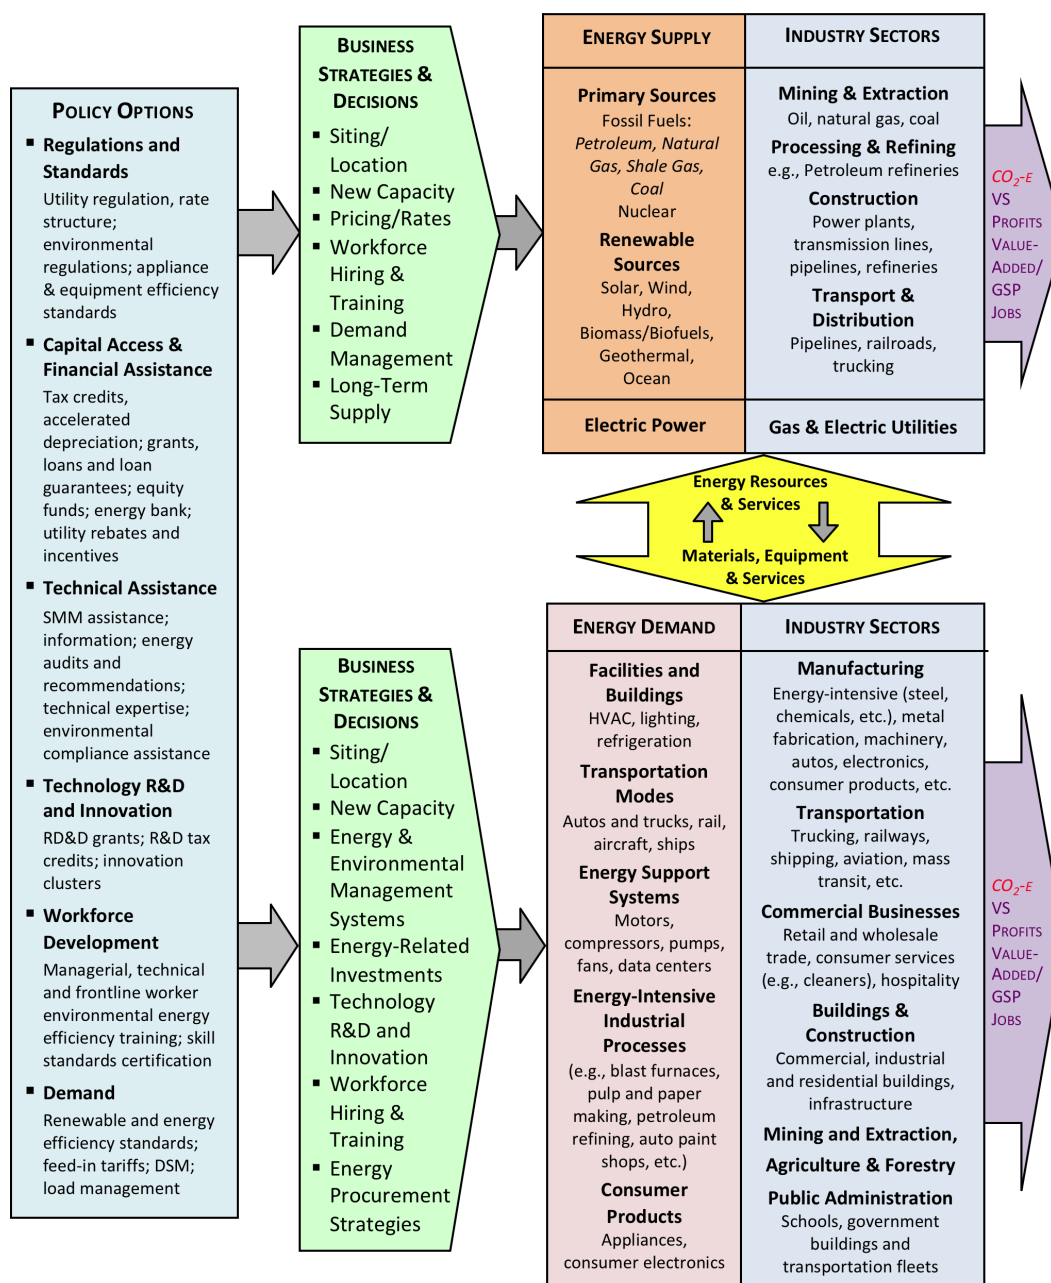 POLICY OPTIONS
▪ Regulations and
Standards
Utility regulation, rate
structure;
environmental
regulations; appliance
& equipment efficiency
standards
▪ Capital Access &
Financial Assistance
Tax credits,
accelerated
depreciation; grants,
loans and loan
guarantees; equity
funds; energy bank;
utility rebates and
incentives
▪ Technical Assistance
SMM assistance;
information; energy
audits and
recommendations;
technical expertise;
environmental
compliance assistance
▪ Technology R&D
and Innovation
RD&D grants; R&D tax
credits; innovation
clusters
▪ Workforce
Development
Managerial, technical
and frontline worker
environmental energy
efficiency training; skill
standards certification
▪ Demand
Renewable and energy
efficiency standards;
feed-in tariffs; DSM;
load management
BUSINESS
STRATEGIES &
DECISIONS
▪ Siting/
Location
▪ New Capacity
▪ Pricing/Rates
▪ Workforce
Hiring &
Training
▪ Demand
Management
▪ Long-Term
Supply
ENERGY SUPPLY
Primary Sources
Fossil Fuels:
Petroleum, Natural
Gas, Shale Gas,
Coal
Nuclear
Renewable
Sources
Solar, Wind,
Hydro,
Biomass/Biofuels,
Geothermal,
Ocean
Electric Power
INDUSTRY SECTORS
Mining & Extraction
Oil, natural gas, coal
Processing & Refining
e.g., Petroleum refineries
Construction
Power plants,
transmission lines,
pipelines, refineries
Transport &
Distribution
Pipelines, railroads,
trucking
Gas & Electric Utilities
CO₂-E
VS
PROFITS
VALUE-
ADDED/
GSP
JOBS
Energy Resources
& Services
Materials, Equipment
& Services
BUSINESS
STRATEGIES &
DECISIONS
▪ Siting/
Location
▪ New Capacity
▪ Energy &
Environmental
Management
Systems
▪ Energy-Related
Investments
▪ Technology
R&D and
Innovation
▪ Workforce
Hiring &
Training
▪ Energy
Procurement
Strategies
ENERGY DEMAND
Facilities and
Buildings
HVAC, lighting,
refrigeration
Transportation
Modes
Autos and trucks, rail,
aircraft, ships
Energy Support
Systems
Motors,
compressors, pumps,
fans, data centers
Energy-Intensive
Industrial
Processes
(e.g., blast furnaces,
pulp and paper
making, petroleum
refining, auto paint
shops, etc.)
Consumer
Products
Appliances,
consumer electronics
INDUSTRY SECTORS
Manufacturing
Energy-intensive (steel,
chemicals, etc.), metal
fabrication, machinery,
autos, electronics,
consumer products, etc.
Transportation
Trucking, railways,
shipping, aviation, mass
transit, etc.
Commercial Businesses
Retail and wholesale
trade, consumer services
(e.g., cleaners), hospitality
Buildings &
Construction
Commercial, industrial
and residential buildings,
infrastructure
Mining and Extraction,
Agriculture & Forestry
Public Administration
Schools, government
buildings and
transportation fleets
CO₂-E
VS
PROFITS
VALUE-
ADDED/
GSP
JOBS